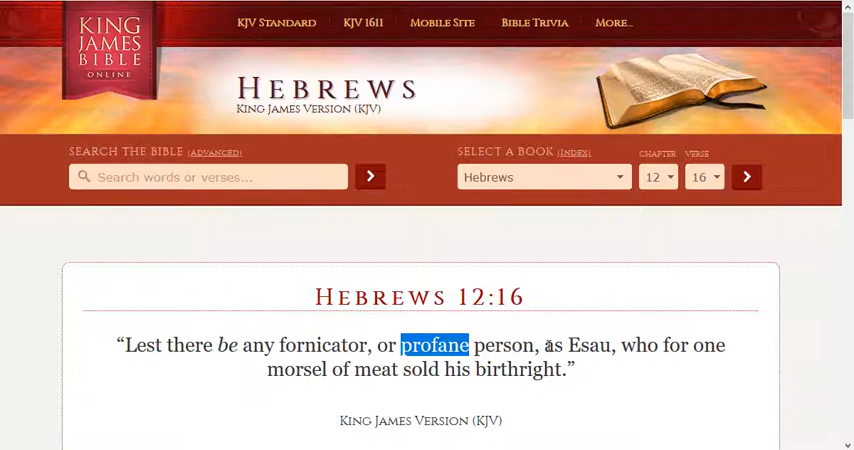 KING
JAMES
BIBLE
ONLINE
KJV Standard
KJV 1611
Mobile Site
Bible Trivia
More...
Hebrews
King James Version (KJV)
Search the Bible (Advanced)
Search words or verses...
Select a Book (Index)
Chapter
Verse
Hebrews
12
16
Hebrews 12:16
“Lest there be any fornicator, or profane person, as Esau, who for one
morsel of meat sold his birthright.”
King James Version (KJV)